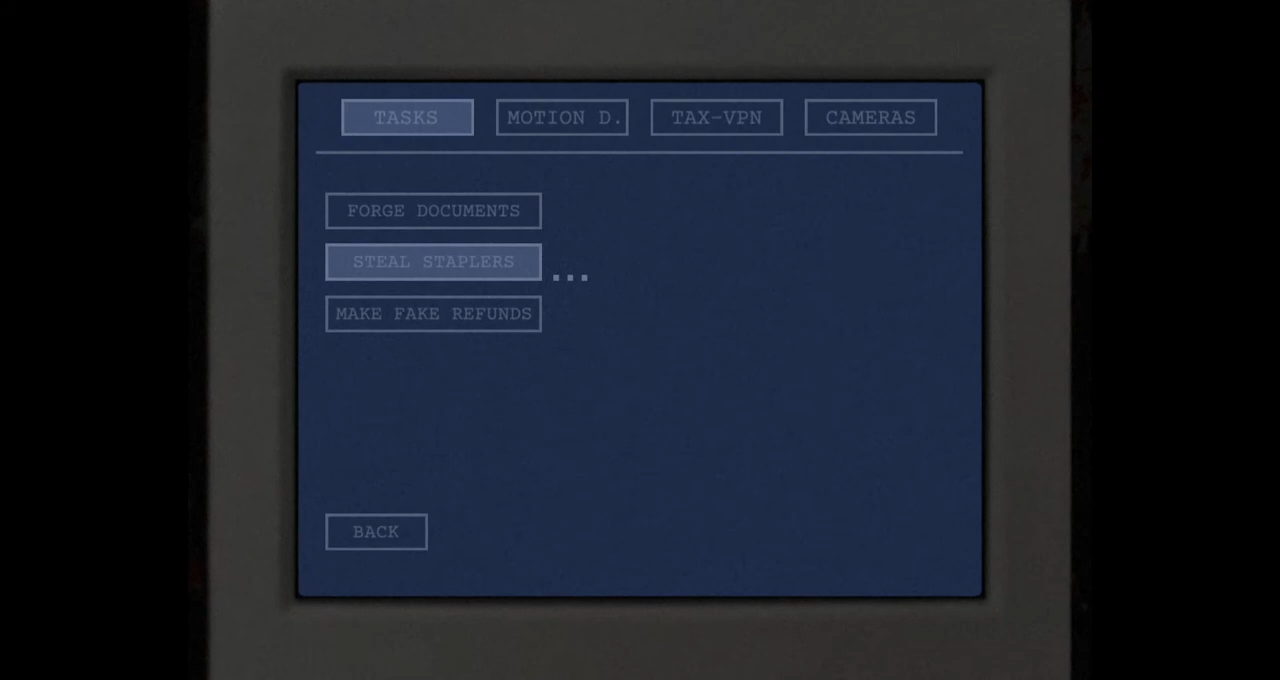 TASKS
MOTION D.
TAX-VPN
CAMERAS
FORGE DOCUMENTS
STEAL STAPLERS...
MAKE FAKE REFUNDS
BACK